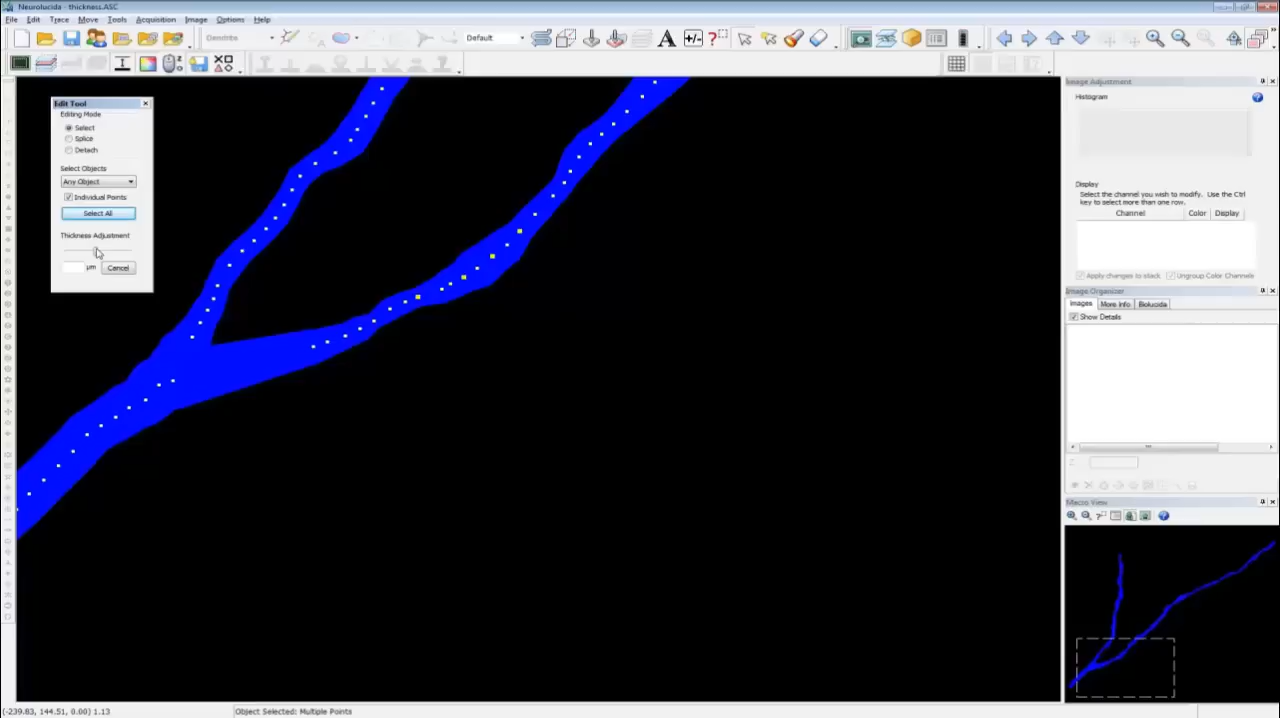 Neurolucida - thickness.ASC
File Edit Trace Move Tools Acquisition Image Options Help
Dendrite
Default
Edit Tool
Editing Mode
Select
Splice
Detach
Select Objects
Any Object
Individual Points
Select All
Thickness Adjustment
µm Cancel
Image Adjustment
Histogram
Display
Select the channel you wish to modify. Use the Ctrl
key to select more than one row.
Channel Color Display
Apply changes to stack Ungroup Color Channels
Image Organizer
Images More Info Biolucida
Show Details
Z
Macro View
(-239.83, 144.51, 0.00) 1.13
Object Selected: Multiple Points